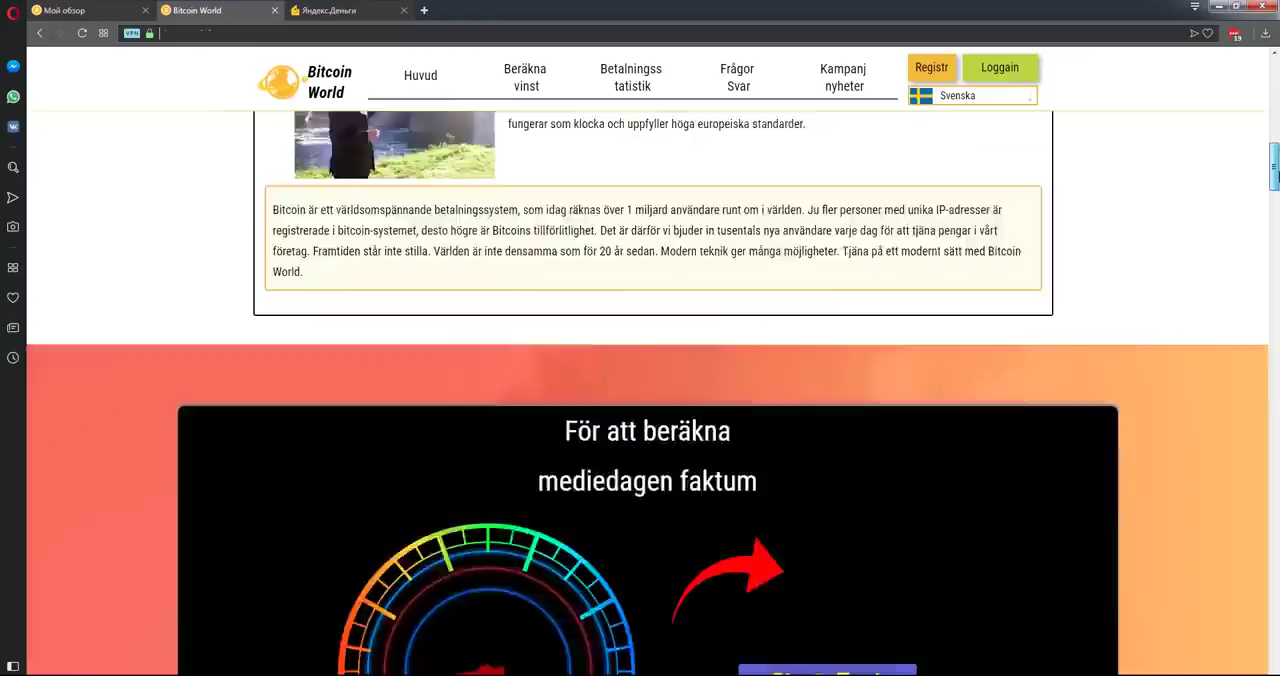 Мой обзор
Bitcoin World
Яндекс.Деньги
VPN
19
Bitcoin
World
Huvud
Beräkna
vinst
Betalningss
tatistik
Frågor
Svar
Kampanj
nyheter
Registr
Loggain
Svenska
fungerar som klocka och uppfyller höga europeiska standarder.
Bitcoin är ett världsomspännande betalningssystem, som idag räknas över 1 miljard användare runt om i världen. Ju fler personer med unika IP-adresser är
registrerade i bitcoin-systemet, desto högre är Bitcoins tillförlitlighet. Det är därför vi bjuder in tusentals nya användare varje dag för att tjäna pengar i vårt
företag. Framtiden står inte stilla. Världen är inte densamma som för 20 år sedan. Modern teknik ger många möjligheter. Tjäna på ett modernt sätt med Bitcoin
World.
För att beräkna
mediedagen faktum